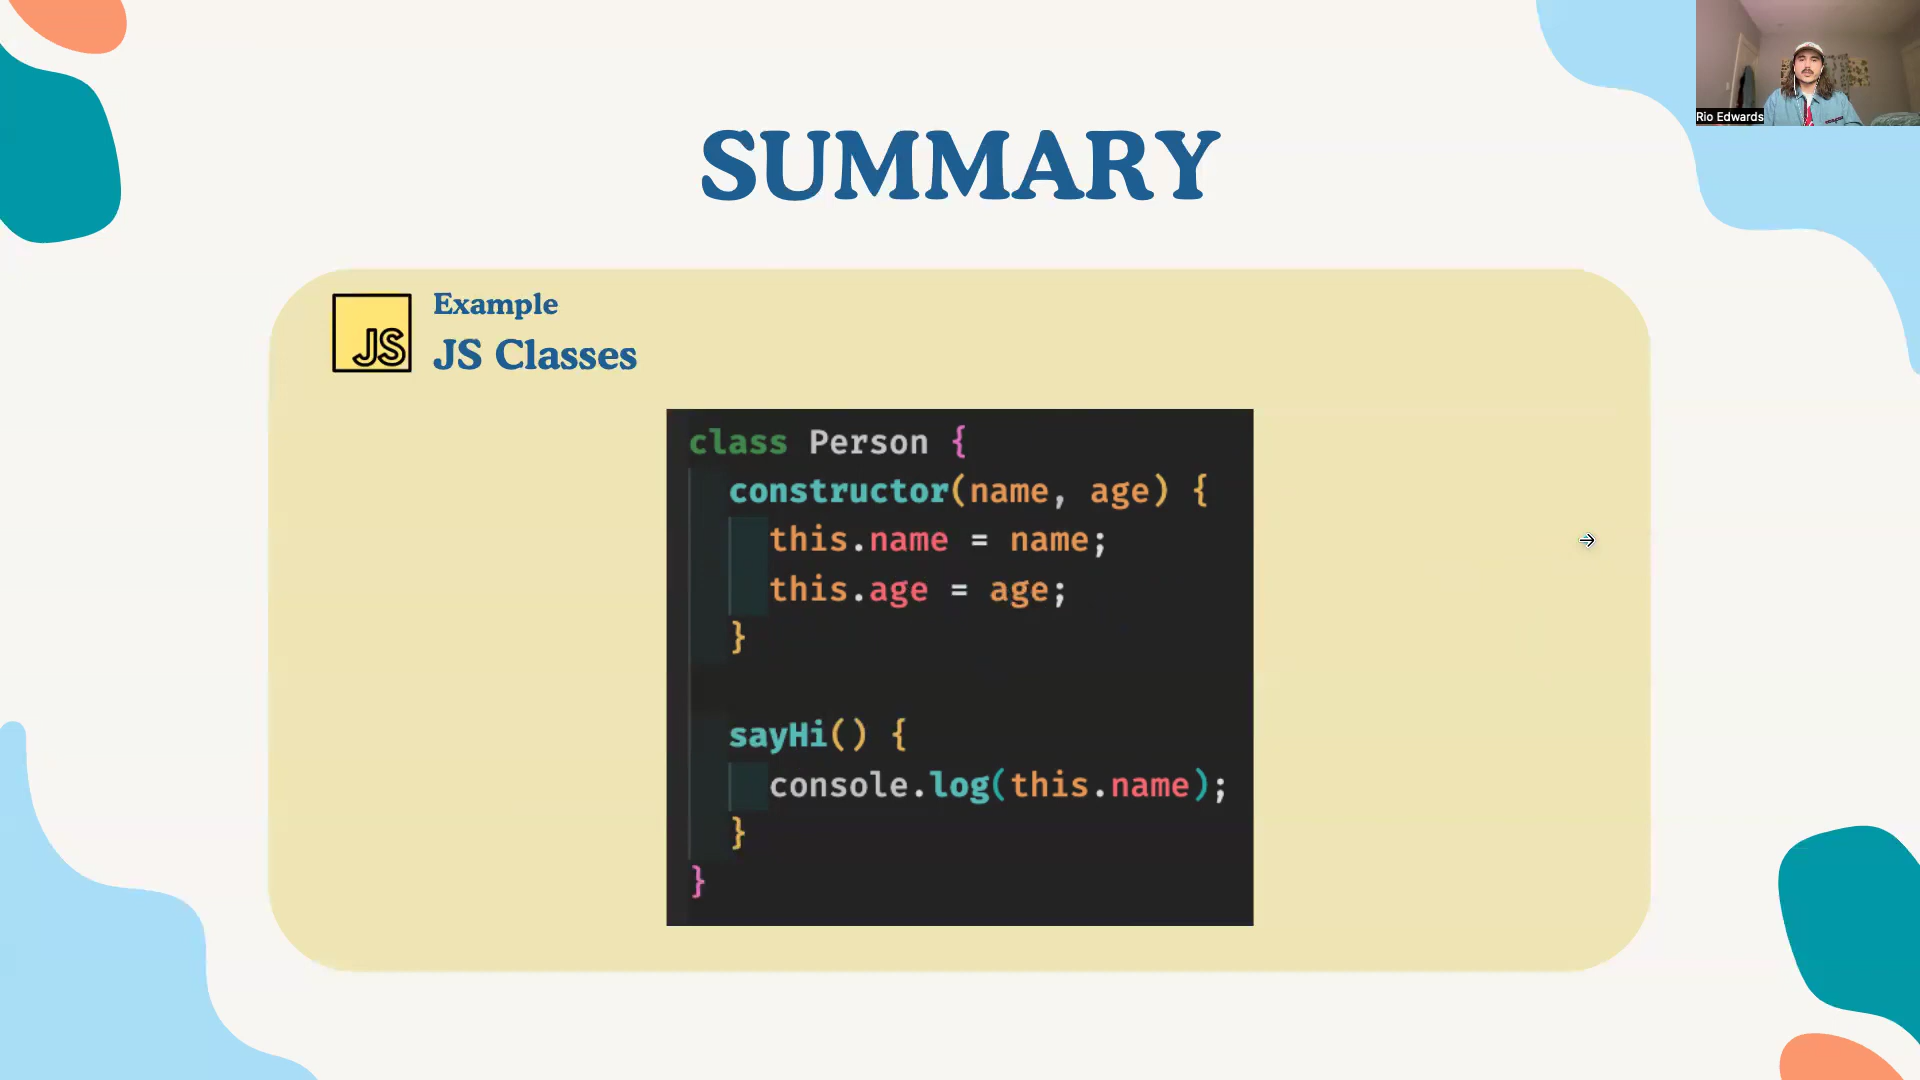 Rio Edwards
SUMMARY
JS
Example
JS Classes
class Person {
constructor(name, age) {
this.name = name;
this.age = age;
}
sayHi() {
console.log(this.name);
}
}